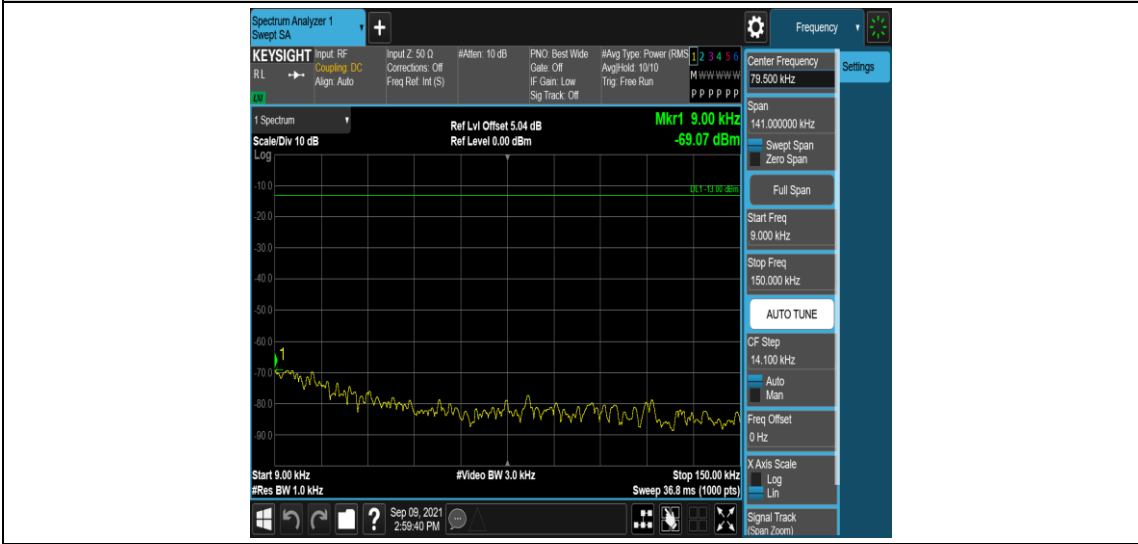 Spectrum Analyzer 1
Swept SA
+
Frequency
KEYSIGHT
RL
LXI
Input: RF
Coupling: DC
Align: Auto
Input Z: 50 Ω
Corrections: Off
Freq Ref: Int (S)
#Atten: 10 dB
PNO: Best Wide
Gate: Off
IF Gain: Low
Sig Track: Off
#Avg Type: Power (RMS
Avg|Hold: 10/10
Trig: Free Run
1 2 3 4 5 6
M W W W W W
P P P P P P
1 Spectrum
Scale/Div 10 dB
Log
Ref Lvl Offset 5.04 dB
Ref Level 0.00 dBm
Mkr1 9.00 kHz
-69.07 dBm
DL1 -13.00 dBm
-10.0
-20.0
-30.0
-40.0
-50.0
-60.0
1
-70.0
-80.0
-90.0
Start 9.00 kHz
#Res BW 1.0 kHz
#Video BW 3.0 kHz
Stop 150.00 kHz
Sweep 36.8 ms (1000 pts)
Center Frequency
79.500 kHz
Settings
Span
141.000000 kHz
Swept Span
Zero Span
Full Span
Start Freq
9.000 kHz
Stop Freq
150.000 kHz
AUTO TUNE
CF Step
14.100 kHz
Auto
Man
Freq Offset
0 Hz
X Axis Scale
Log
Lin
Signal Track
(Span Zoom)
?
Sep 09, 2021
2:59:40 PM